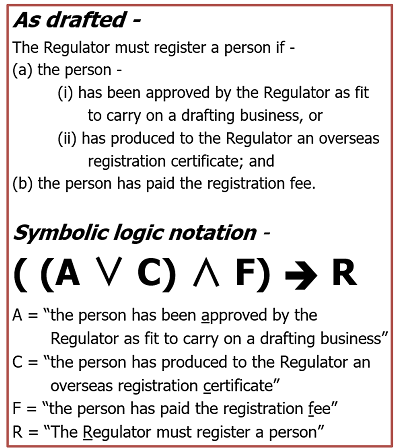 As drafted -
The Regulator must register a person if -
(a) the person -
(i) has been approved by the Regulator as fit
to carry on a drafting business, or
(ii) has produced to the Regulator an overseas
registration certificate; and
(b) the person has paid the registration fee.
Symbolic logic notation -
( (A ∨ C) ∧ F) → R
A = “the person has been approved by the
Regulator as fit to carry on a drafting business”
C = “the person has produced to the Regulator an
overseas registration certificate”
F = “the person has paid the registration fee”
R = “The Regulator must register a person”